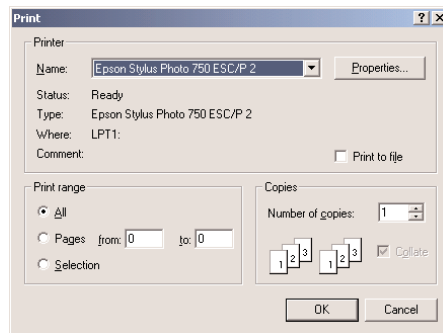 Print
Printer
Name: Epson Stylus Photo 750 ESC/P 2 Properties...
Status: Ready
Type: Epson Stylus Photo 750 ESC/P 2
Where: LPT1:
Comment: Print to file
Print range
All
Pages from: 0 to: 0
Selection
Copies
Number of copies: 1
1 2 3 1 2 3 Collate
OK Cancel